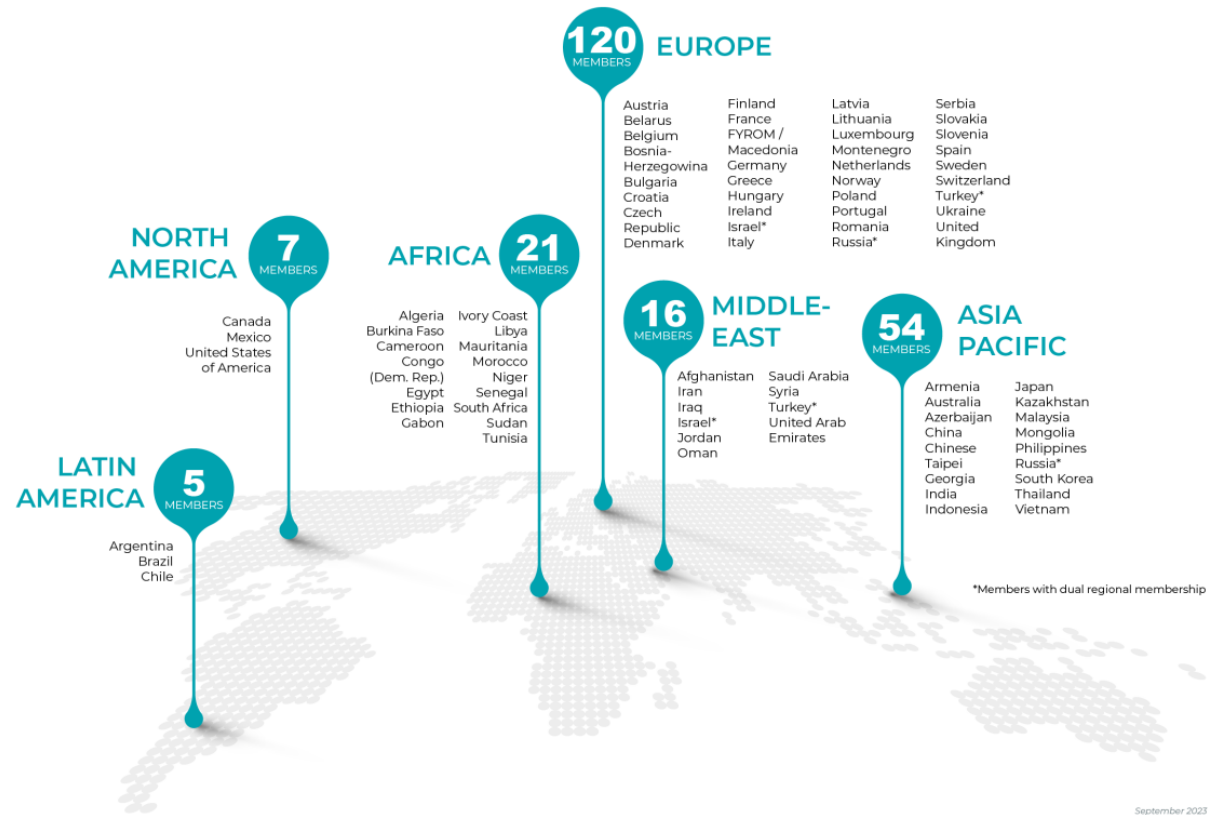 120
MEMBERS
EUROPE
Austria
Belarus
Belgium
Bosnia-
Herzegowina
Bulgaria
Croatia
Czech
Republic
Denmark
Finland
France
FYROM /
Macedonia
Germany
Greece
Hungary
Ireland
Israel*
Italy
Latvia
Lithuania
Luxembourg
Montenegro
Netherlands
Norway
Poland
Portugal
Romania
Russia*
Serbia
Slovakia
Slovenia
Spain
Sweden
Switzerland
Turkey*
Ukraine
United
Kingdom
NORTH
AMERICA
7
MEMBERS
Canada
Mexico
United States
of America
AFRICA
21
MEMBERS
Algeria
Burkina Faso
Cameroon
Congo
(Dem. Rep.)
Egypt
Ethiopia
Gabon
Ivory Coast
Libya
Mauritania
Morocco
Niger
Senegal
South Africa
Sudan
Tunisia
16
MEMBERS
MIDDLE-
EAST
Afghanistan
Iran
Iraq
Israel*
Jordan
Oman
Saudi Arabia
Syria
Turkey*
United Arab
Emirates
54
MEMBERS
ASIA
PACIFIC
Armenia
Australia
Azerbaijan
China
Chinese
Taipei
Georgia
India
Indonesia
Japan
Kazakhstan
Malaysia
Mongolia
Philippines
Russia*
South Korea
Thailand
Vietnam
LATIN
AMERICA
5
MEMBERS
Argentina
Brazil
Chile
*Members with dual regional membership
September 2023